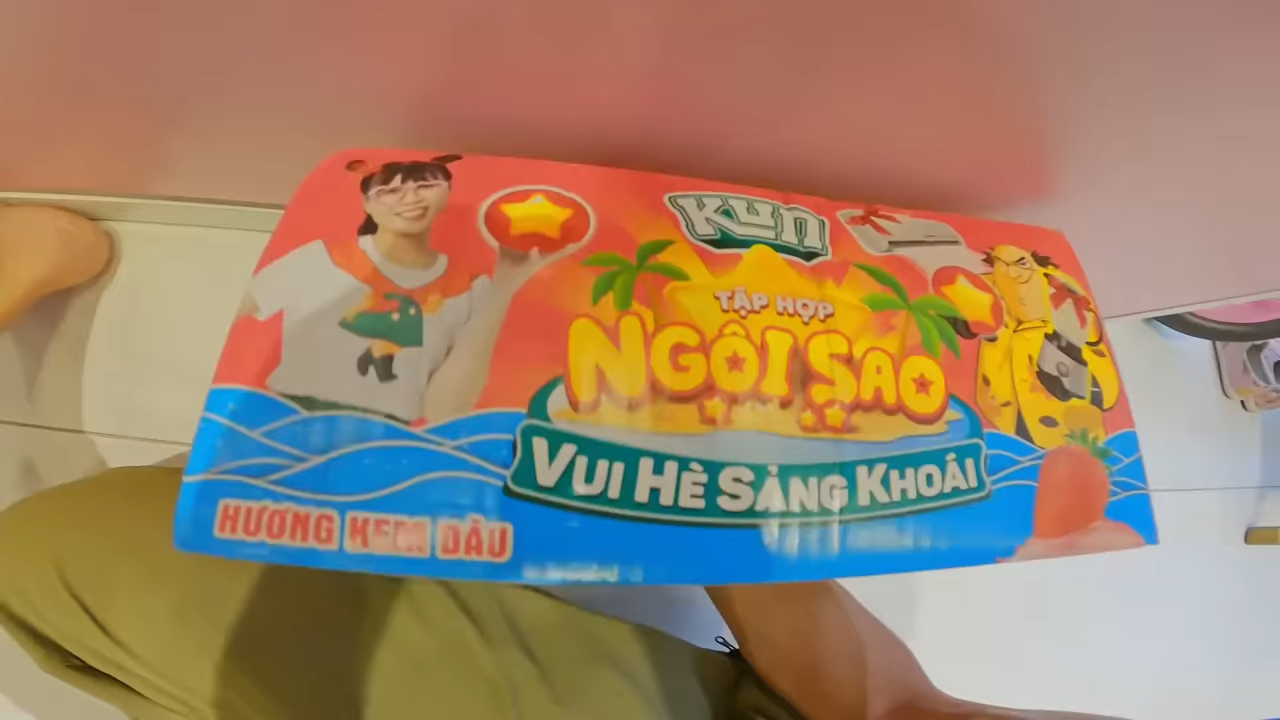 KUN
TẬP HỢP
NGÔI SAO
VUI HÈ SẢNG KHOÁI
HƯƠNG KEM DÂU